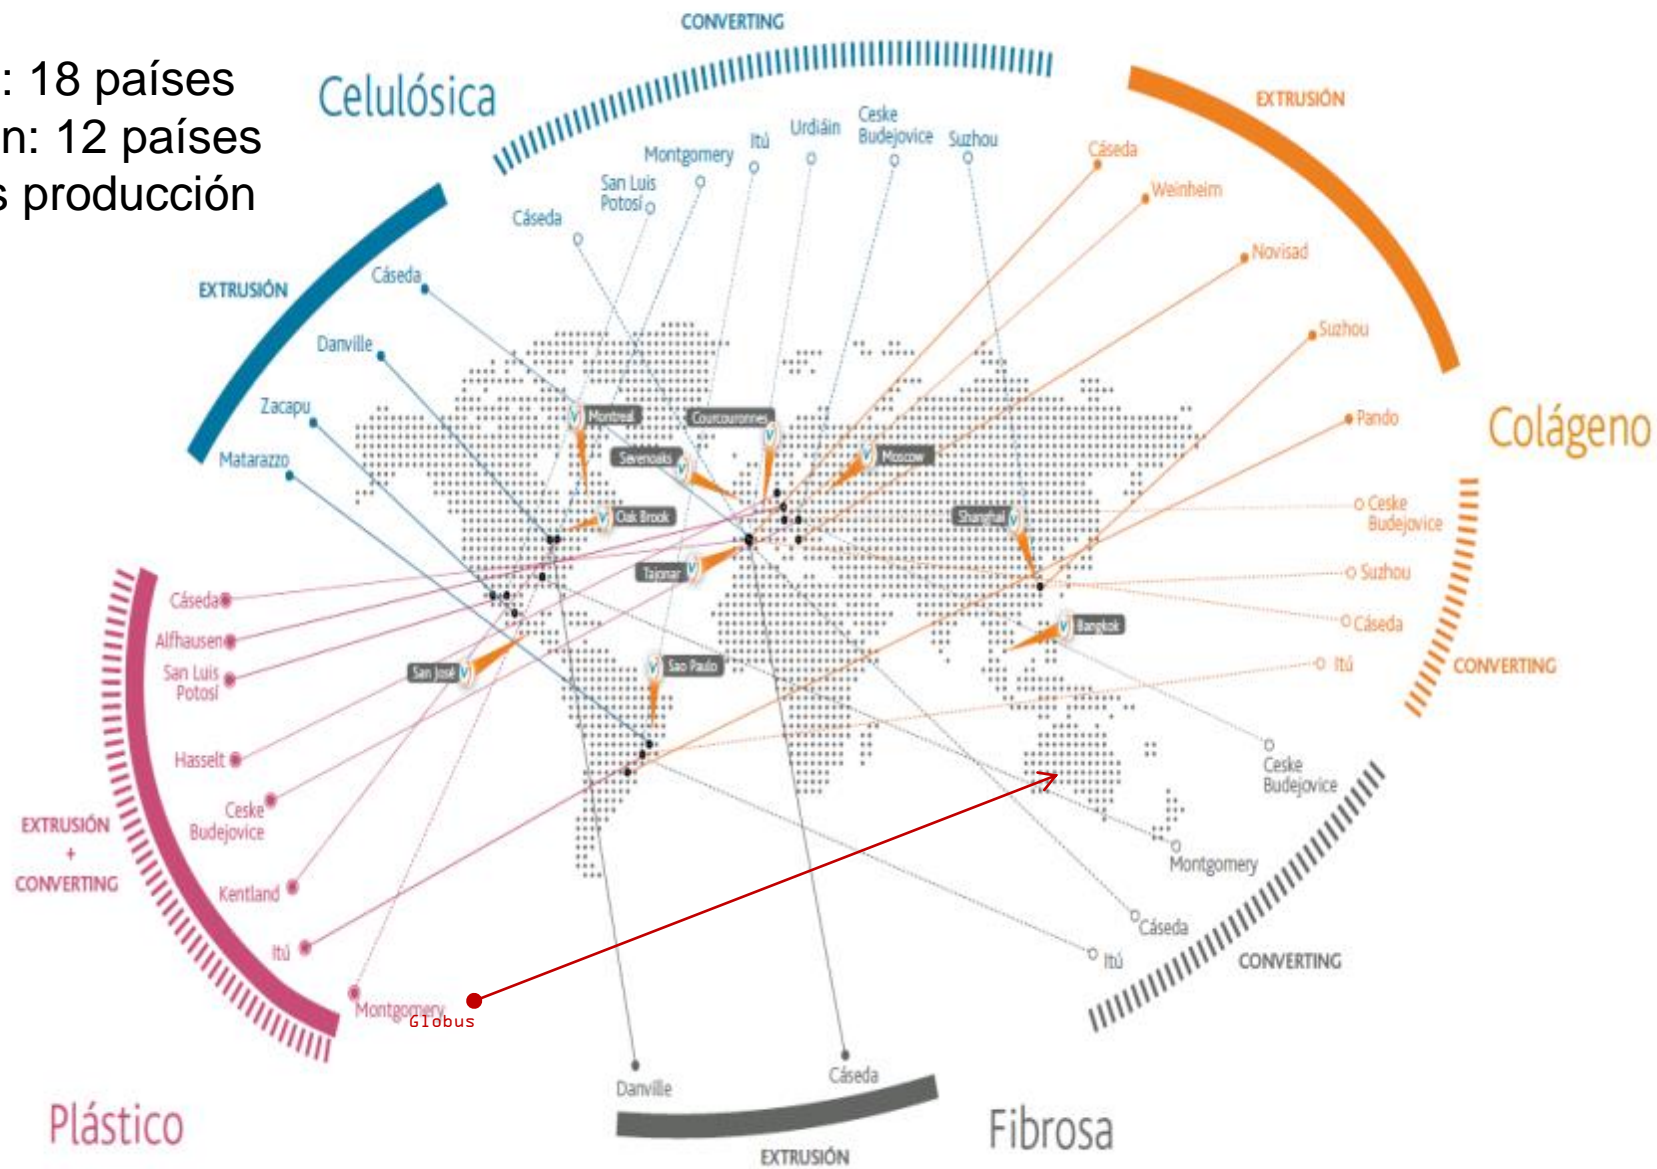 : 18 países
n: 12 países
s producción
CONVERTING
Celulósica
EXTRUSIÓN
Cáseda
San Luis
Potosí
Montgomery
Itú
Urdiáin
Ceske
Budejovice
Suzhou
EXTRUSIÓN
Cáseda
Danville
Zacapu
Matarazzo
Cáseda
Weinheim
Novisad
Suzhou
Pando
Colágeno
Ceske
Budejovice
Suzhou
Cáseda
Itú
CONVERTING
Montreal
Courcouronnes
Sevenoaks
Moscow
Oak Brook
Shanghai
Tajonar
Bangkok
San José
Sao Paulo
Cáseda
Alfhausen
San Luis
Potosí
Hasselt
Ceske
Budejovice
Kentland
Itú
Montgomery
Globus
EXTRUSIÓN
+
CONVERTING
Plástico
Ceske
Budejovice
Montgomery
Cáseda
Itú
CONVERTING
Danville
Cáseda
EXTRUSIÓN
Fibrosa